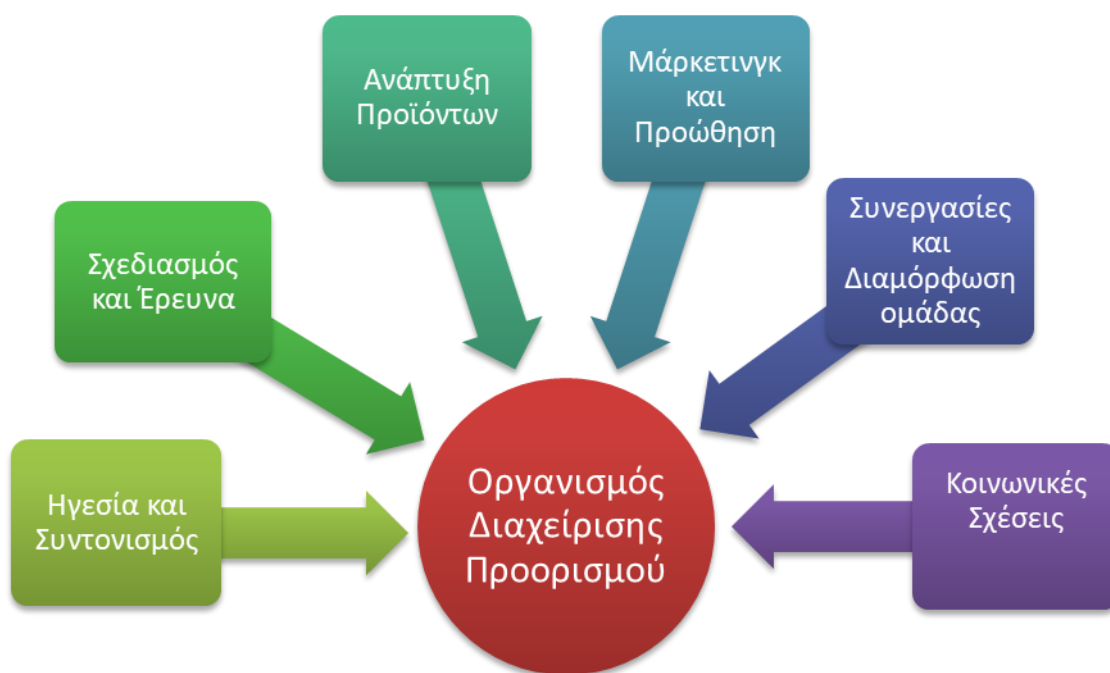 Ανάπτυξη
Προϊόντων
Μάρκετινγκ
και
Προώθηση
Σχεδιασμός
και Έρευνα
Συνεργασίες
και
Διαμόρφωση
ομάδας
Ηγεσία και
Συντονισμός
Οργανισμός
Διαχείρισης
Προορισμού
Κοινωνικές
Σχέσεις